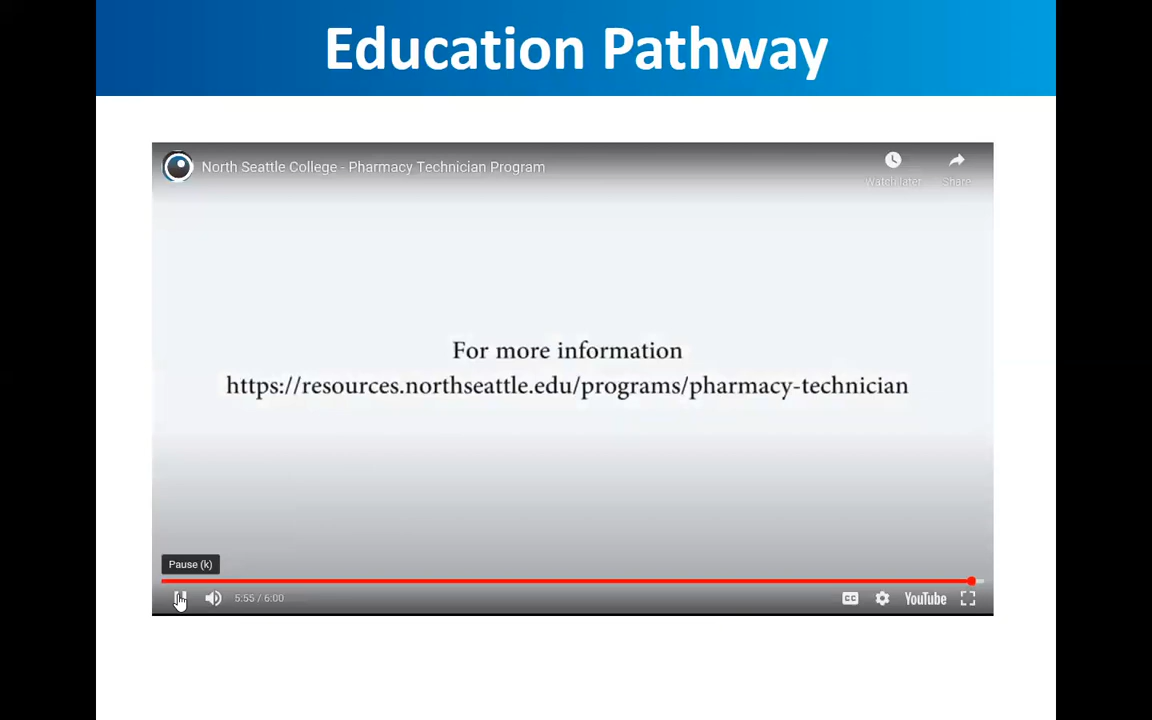 Education Pathway
North Seattle College - Pharmacy Technician Program
Watch later
Share
For more information
https://resources.northseattle.edu/programs/pharmacy-technician
Pause (k)
5:55 / 6:00
CC
YouTube